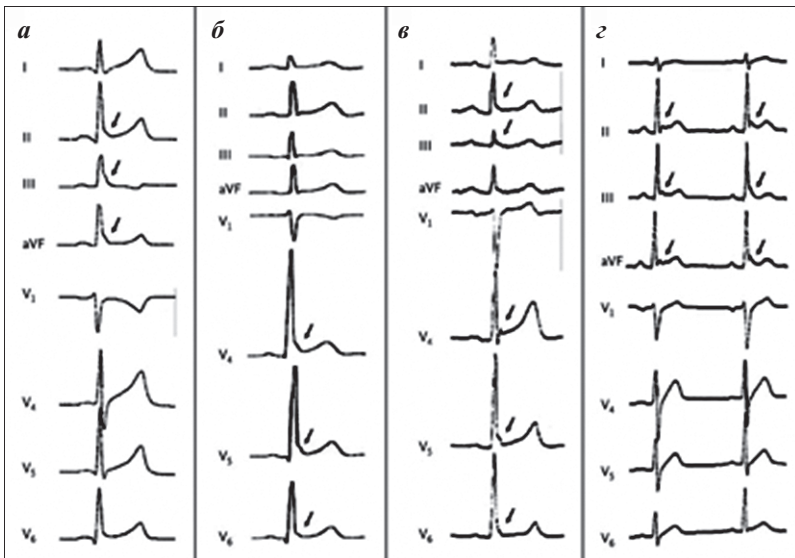 а
I
II
III
aVF
V₁
V₄
V₅
V₆
б
I
II
III
aVF
V₁
V₄
V₅
V₆
в
I
II
III
aVF
V₁
V₄
V₅
V₆
г
I
II
III
aVF
V₁
V₄
V₅
V₆